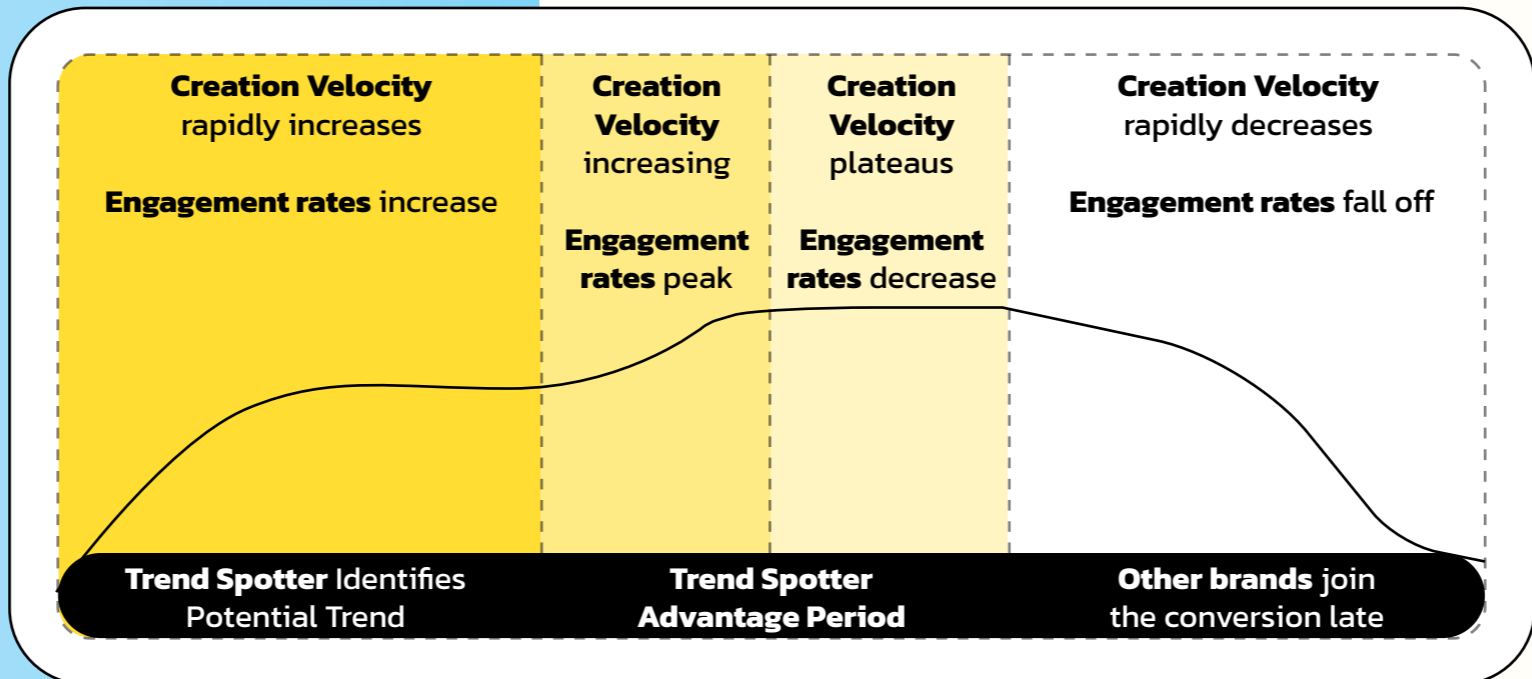 Creation Velocity
rapidly increases
Engagement rates increase
Creation
Velocity
increasing
Engagement
rates peak
Creation
Velocity
plateaus
Engagement
rates decrease
Creation Velocity
rapidly decreases
Engagement rates fall off
Trend Spotter Identifies
Potential Trend
Trend Spotter
Advantage Period
Other brands join
the conversion late